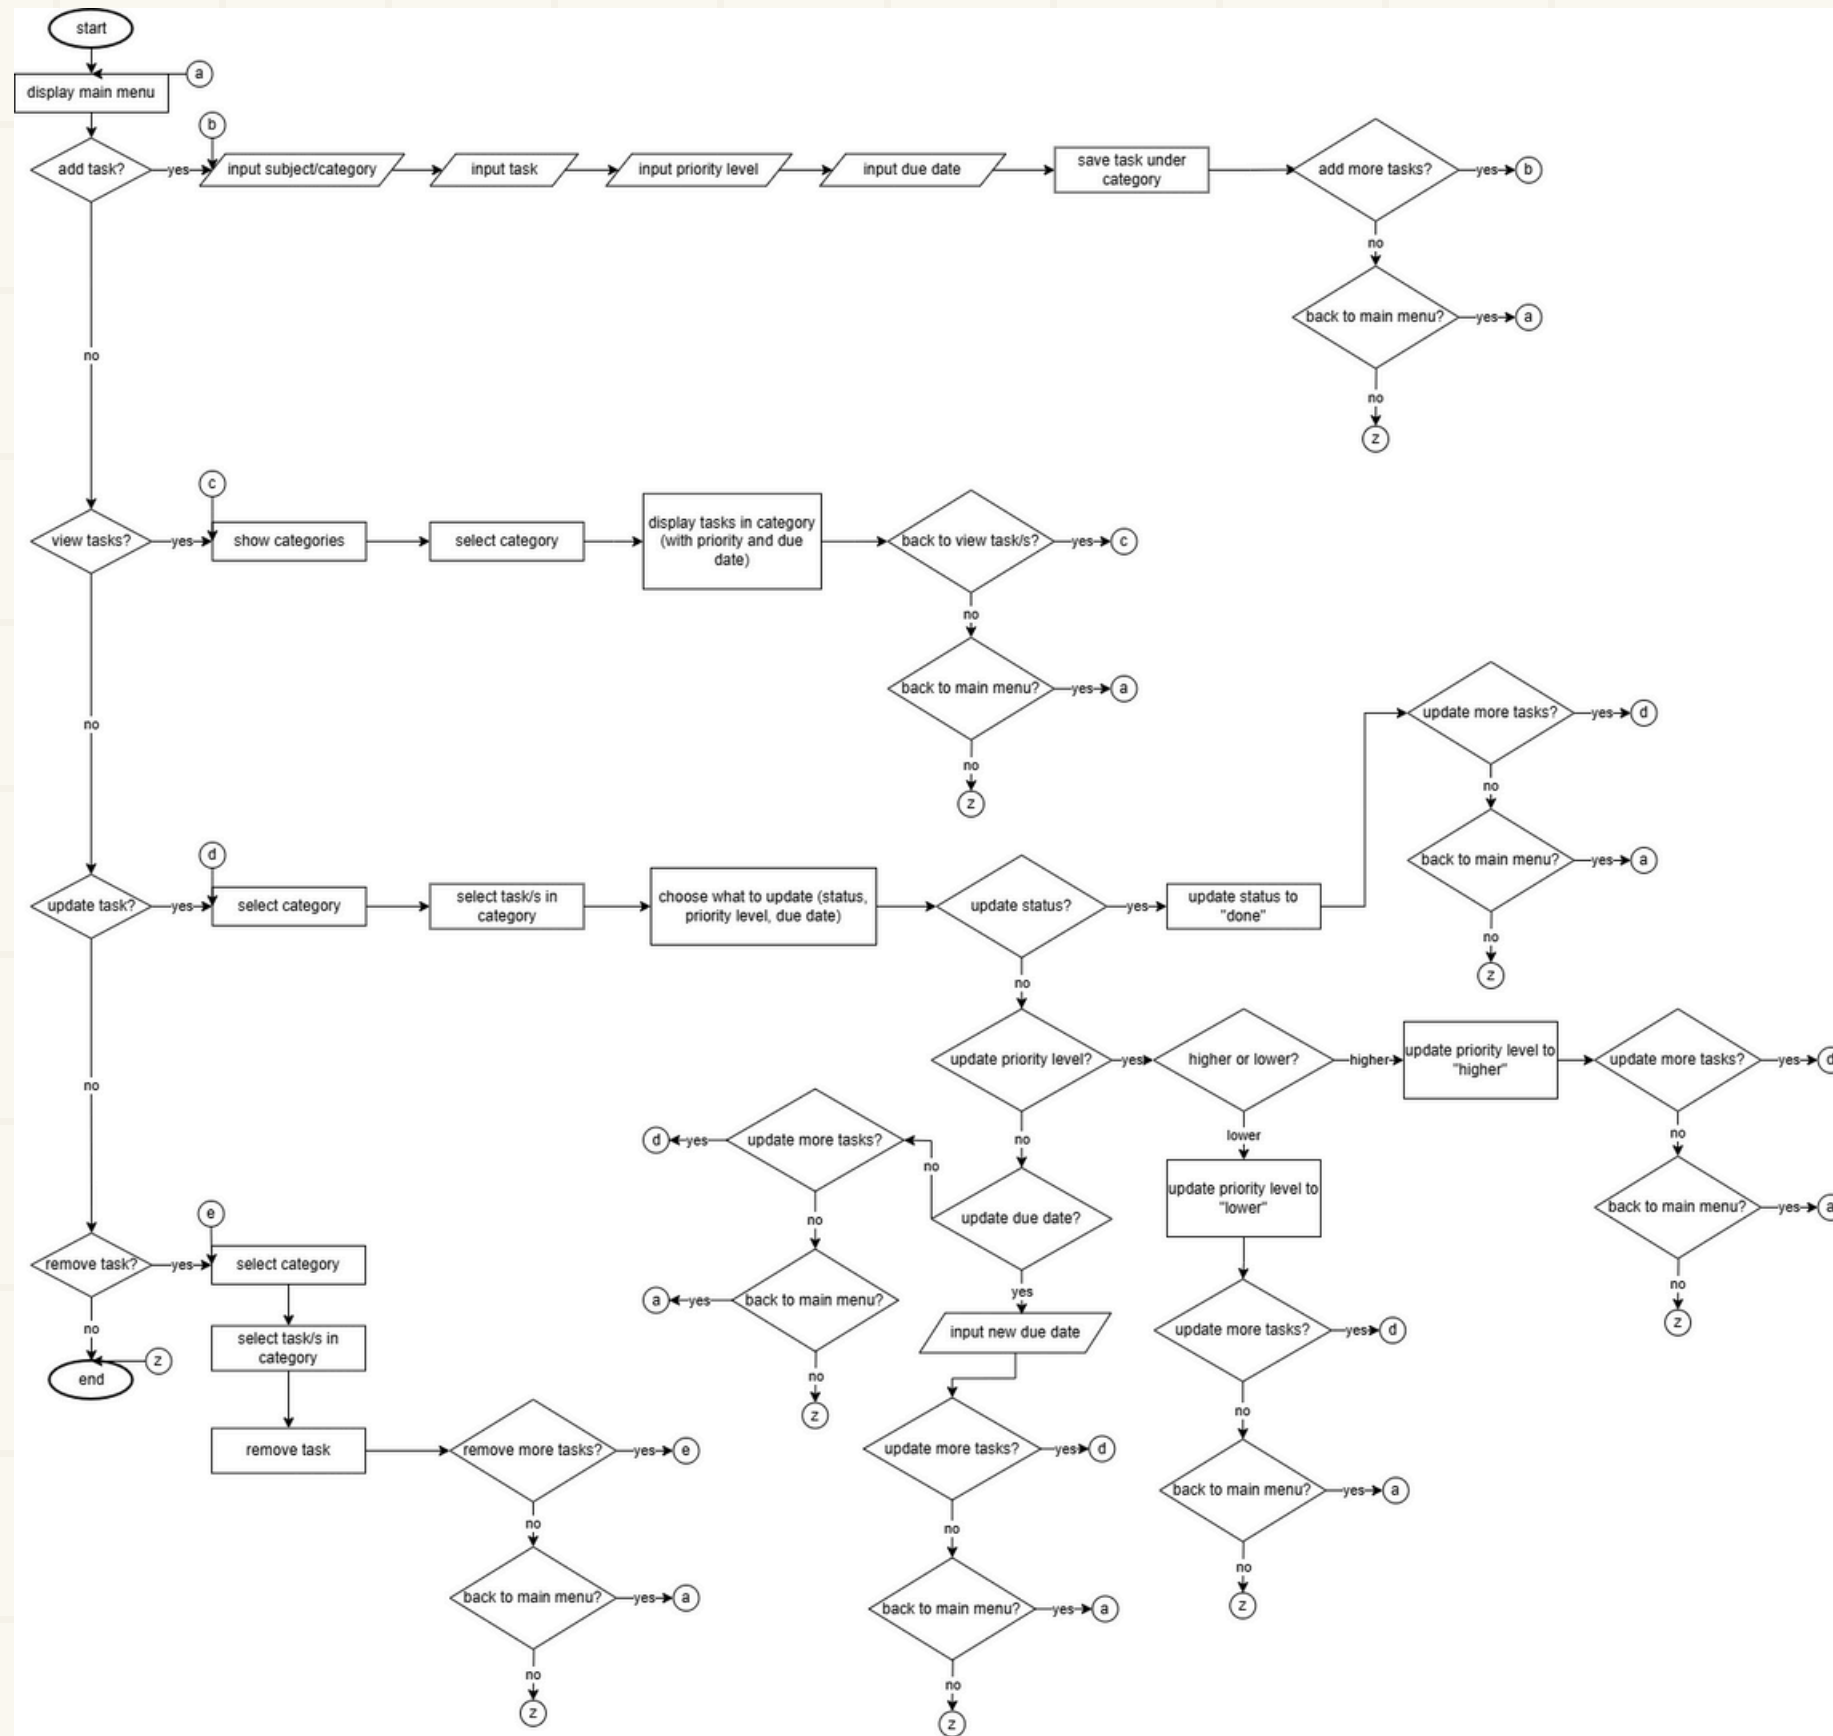 start
a
display main menu
b
add task?
yes
input subject/category
input task
input priority level
input due date
save task under
category
add more tasks?
yes
b
no
back to main menu?
yes
a
no
z
no
c
view tasks?
yes
show categories
select category
display tasks in category
(with priority and due
date)
back to view task/s?
yes
c
no
back to main menu?
yes
a
no
z
no
d
update task?
yes
select category
select task/s in
category
choose what to update (status,
priority level, due date)
update status?
yes
update status to
"done"
update more tasks?
yes
d
no
back to main menu?
yes
a
no
z
no
update priority level?
yes
higher or lower?
higher
update priority level to
"higher"
update more tasks?
yes
d
no
back to main menu?
yes
a
no
z
lower
update priority level to
"lower"
update more tasks?
yes
d
no
back to main menu?
yes
a
no
z
no
update due date?
no
update more tasks?
yes
d
no
back to main menu?
yes
a
no
z
yes
input new due date
update more tasks?
yes
d
no
back to main menu?
yes
a
no
z
no
e
remove task?
yes
select category
select task/s in
category
remove task
remove more tasks?
yes
e
no
back to main menu?
yes
a
no
z
no
z
end